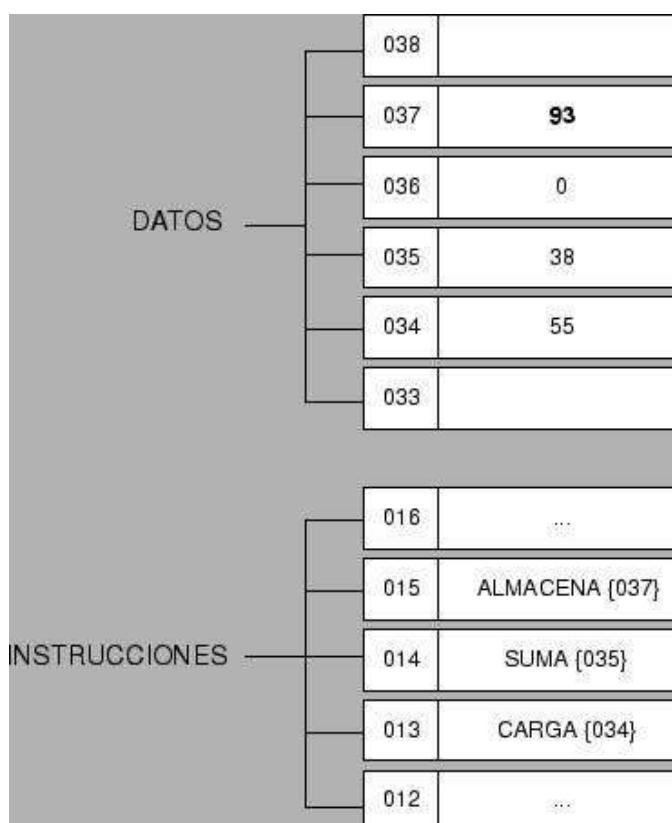 038
037 93
036 0
DATOS
035 38
034 55
033
016 ...
015 ALMACENA {037}
INSTRUCCIONES
014 SUMA {035}
013 CARGA {034}
012 ...